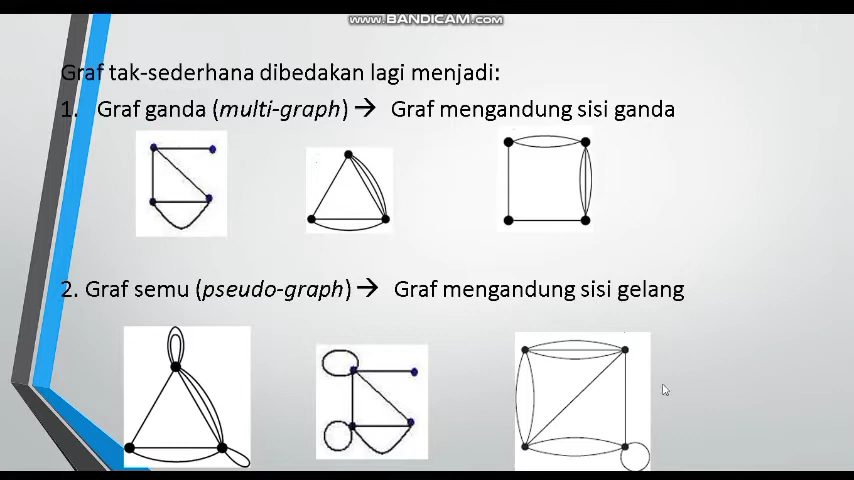 www.BANDICAM.com
Graf tak-sederhana dibedakan lagi menjadi:
1. Graf ganda (multi-graph) → Graf mengandung sisi ganda
2. Graf semu (pseudo-graph) → Graf mengandung sisi gelang